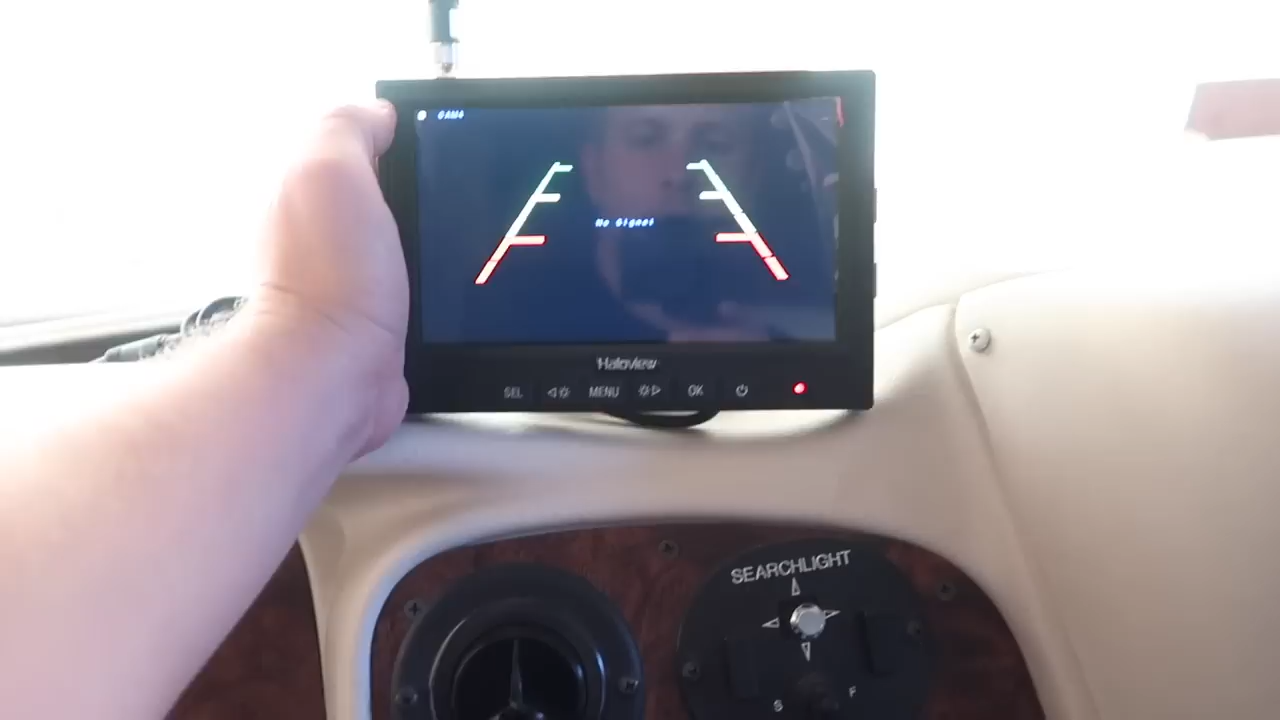 CAM4
No Signal
Haloview
SEL MENU OK
SEARCHLIGHT
S F